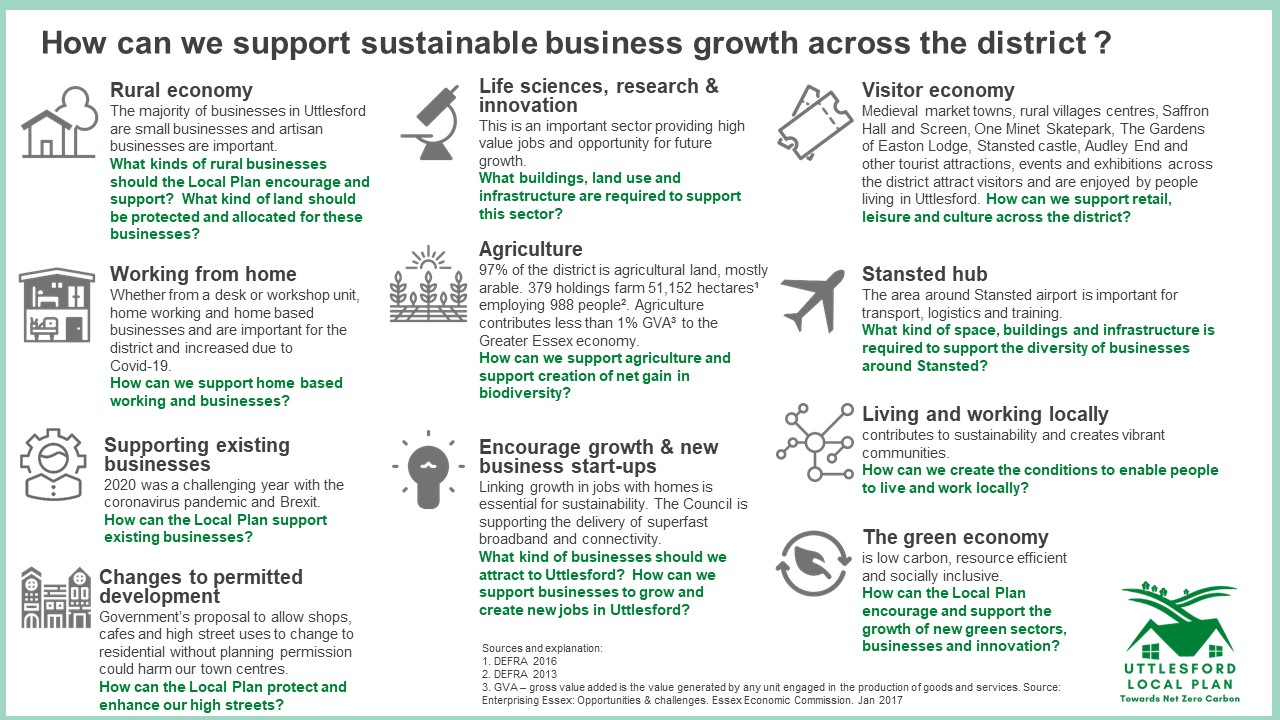 How can we support sustainable business growth across the district ?
Rural economy
The majority of businesses in Uttlesford
are small businesses and artisan
businesses are important.
What kinds of rural businesses
should the Local Plan encourage and
support? What kind of land should
be protected and allocated for these
businesses?
Working from home
Whether from a desk or workshop unit,
home working and home based
businesses and are important for the
district and increased due to
Covid-19.
How can we support home based
working and businesses?
Supporting existing
businesses
2020 was a challenging year with the
coronavirus pandemic and Brexit.
How can the Local Plan support
existing businesses?
Changes to permitted
development
Government's proposal to allow shops,
cafes and high street uses to change to
residential without planning permission
could harm our town centres.
How can the Local Plan protect and
enhance our high streets?
Life sciences, research &
innovation
This is an important sector providing high
value jobs and opportunity for future
growth.
What buildings, land use and
infrastructure are required to support
this sector?
Agriculture
97% of the district is agricultural land, mostly
arable. 379 holdings farm 51,152 hectares¹
employing 988 people². Agriculture
contributes less than 1% GVA³ to the
Greater Essex economy.
How can we support agriculture and
support creation of net gain in
biodiversity?
Encourage growth & new
business start-ups
Linking growth in jobs with homes is
essential for sustainability. The Council is
supporting the delivery of superfast
broadband and connectivity.
What kind of businesses should we
attract to Uttlesford? How can we
support businesses to grow and
create new jobs in Uttlesford?
Sources and explanation:
1. DEFRA 2016
2. DEFRA 2013
3. GVA – gross value added is the value generated by any unit engaged in the production of goods and services. Source:
Enterprising Essex: Opportunities & challenges. Essex Economic Commission. Jan 2017
Visitor economy
Medieval market towns, rural villages centres, Saffron
Hall and Screen, One Minet Skatepark, The Gardens
of Easton Lodge, Stansted castle, Audley End and
other tourist attractions, events and exhibitions across
the district attract visitors and are enjoyed by people
living in Uttlesford. How can we support retail,
leisure and culture across the district?
Stansted hub
The area around Stansted airport is important for
transport, logistics and training.
What kind of space, buildings and infrastructure is
required to support the diversity of businesses
around Stansted?
Living and working locally
contributes to sustainability and creates vibrant
communities.
How can we create the conditions to enable people
to live and work locally?
The green economy
is low carbon, resource efficient
and socially inclusive.
How can the Local Plan
encourage and support the
growth of new green sectors,
businesses and innovation?
UTTLESFORD
LOCAL PLAN
Towards Net Zero Carbon